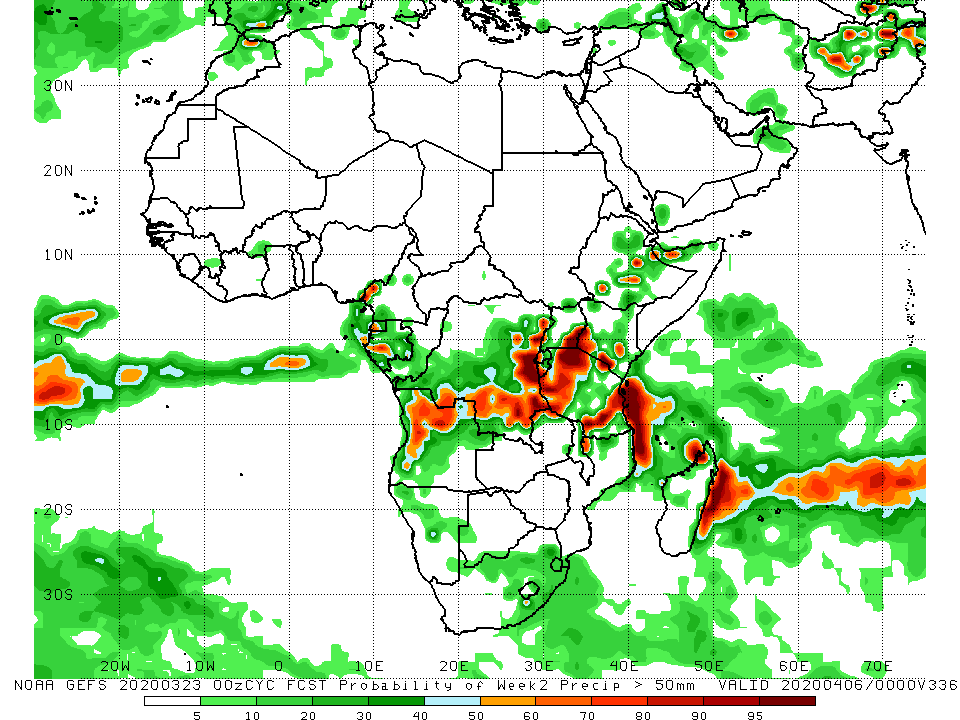 30N
20N
10N
0
10S
20S
30S
20W 10W 0 10E 20E 30E 40E 50E 60E 70E
NOAA GEFS 20200323 00zCYC FCST Probability of Week2 Precip > 50mm VALID 20200406/0000V336
5 10 20 30 40 50 60 70 80 90 95